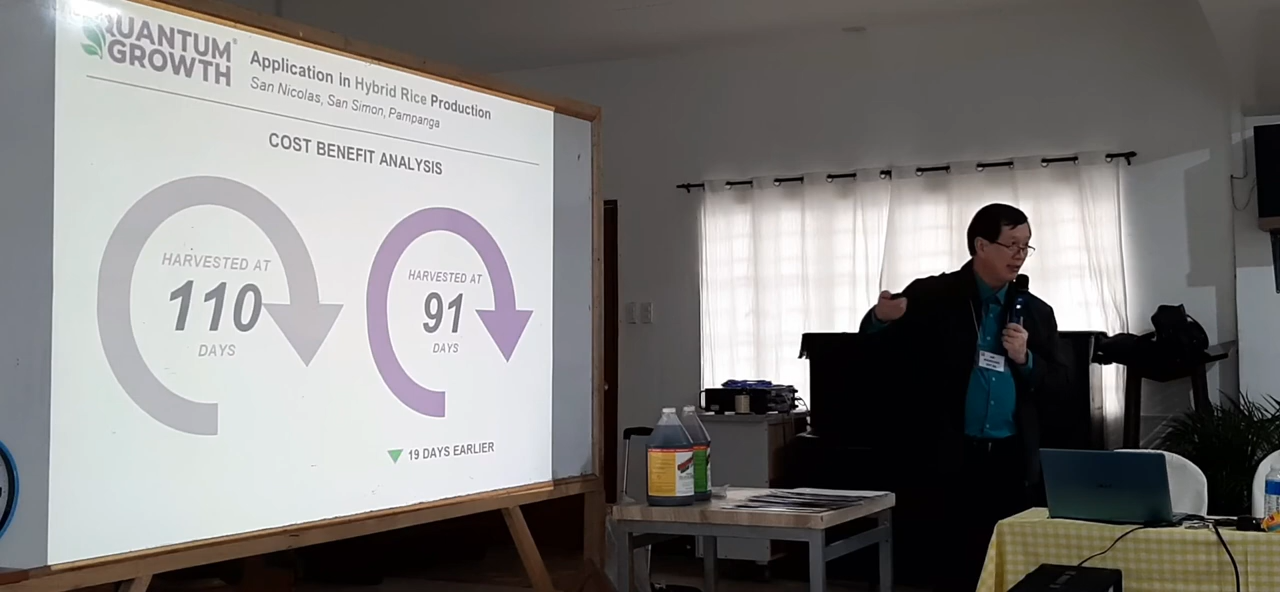 QUANTUM
GROWTH
Application In Hybrid Rice Production
San Nicolas, San Simon, Pampanga
COST BENEFIT ANALYSIS
HARVESTED AT
110
DAYS
HARVESTED AT
91
DAYS
19 DAYS EARLIER
acer